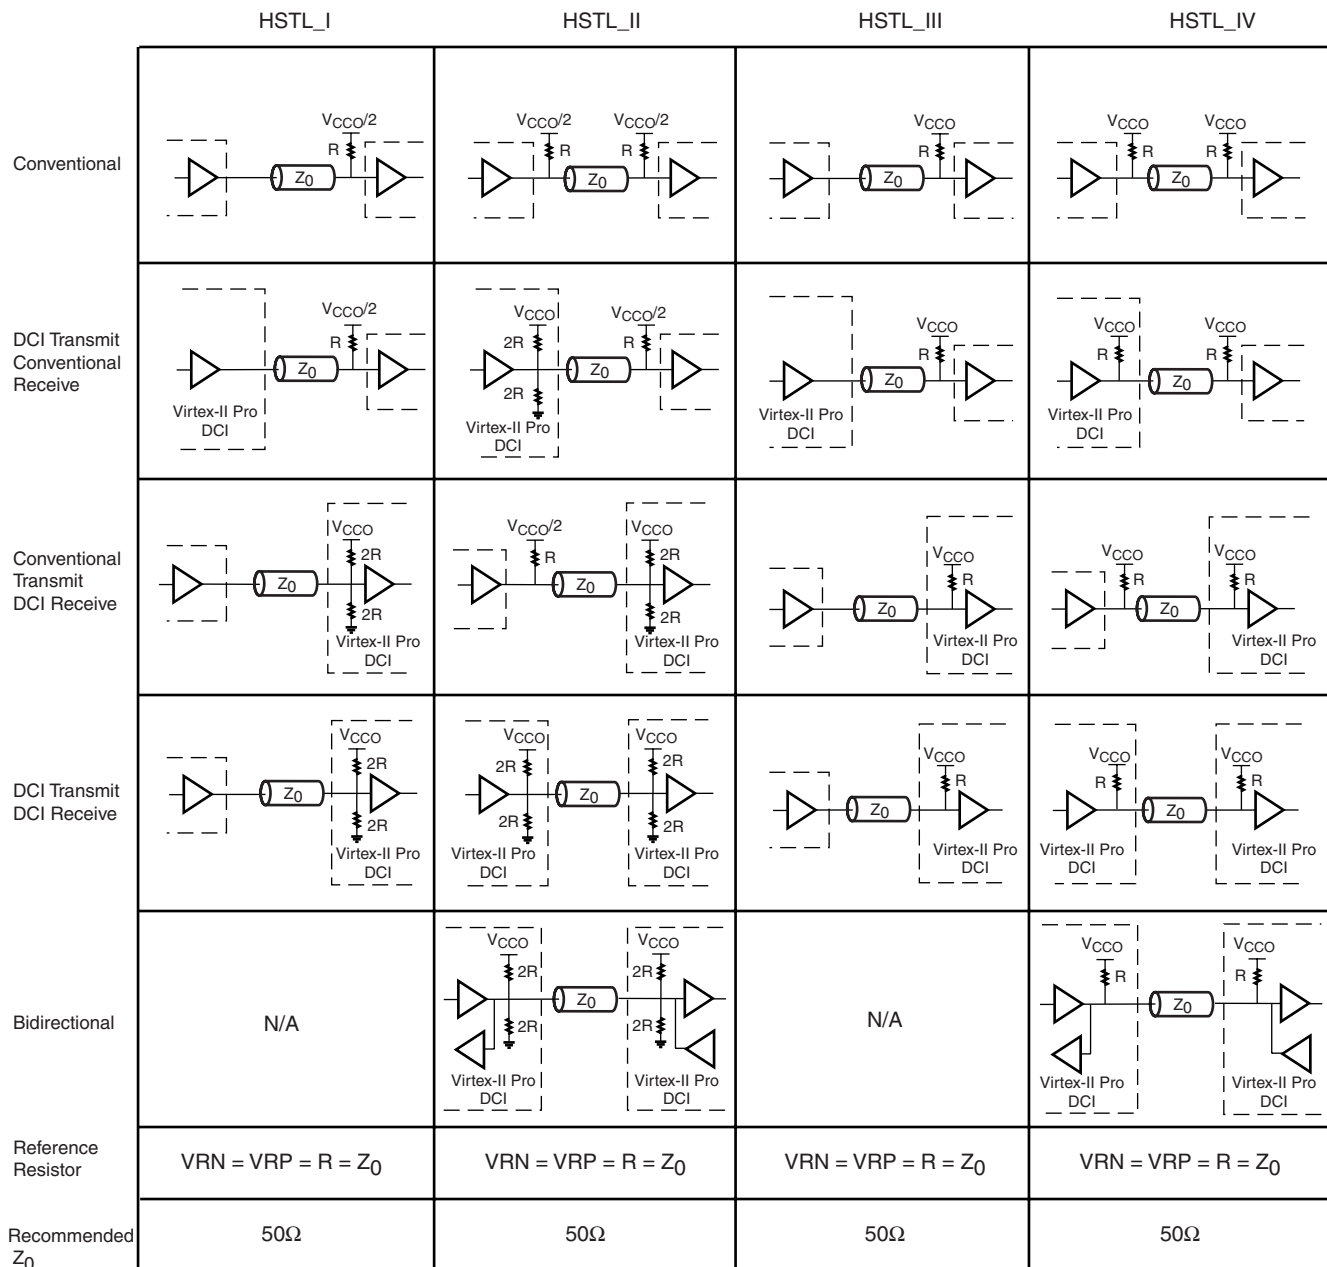 HSTL_I HSTL_II HSTL_III HSTL_IV
Conventional
VCCO/2
R
Z0
VCCO/2 VCCO/2
R R
Z0
VCCO
R
Z0
VCCO VCCO
R R
Z0
DCI Transmit
Conventional
Receive
VCCO/2
R
Z0
Virtex-II Pro
DCI
VCCO VCCO/2
2R R
Z0
2R
Virtex-II Pro
DCI
VCCO
R
Z0
Virtex-II Pro
DCI
VCCO VCCO
R R
Z0
Virtex-II Pro
DCI
Conventional
Transmit
DCI Receive
VCCO
2R
Z0
2R
Virtex-II Pro
DCI
VCCO/2 VCCO
R 2R
Z0
2R
Virtex-II Pro
DCI
VCCO
R
Z0
Virtex-II Pro
DCI
VCCO VCCO
R R
Z0
Virtex-II Pro
DCI
DCI Transmit
DCI Receive
VCCO
2R
Z0
2R
Virtex-II Pro
DCI
VCCO VCCO
2R 2R
Z0
2R 2R
Virtex-II Pro Virtex-II Pro
DCI DCI
VCCO
R
Z0
Virtex-II Pro
DCI
VCCO VCCO
R R
Z0
Virtex-II Pro Virtex-II Pro
DCI DCI
Bidirectional
N/A
VCCO VCCO
2R 2R
Z0
2R 2R
Virtex-II Pro Virtex-II Pro
DCI DCI
N/A
VCCO VCCO
R R
Z0
Virtex-II Pro Virtex-II Pro
DCI DCI
Reference
Resistor
VRN = VRP = R = Z0 VRN = VRP = R = Z0 VRN = VRP = R = Z0 VRN = VRP = R = Z0
Recommended
Z0
50Ω 50Ω 50Ω 50Ω